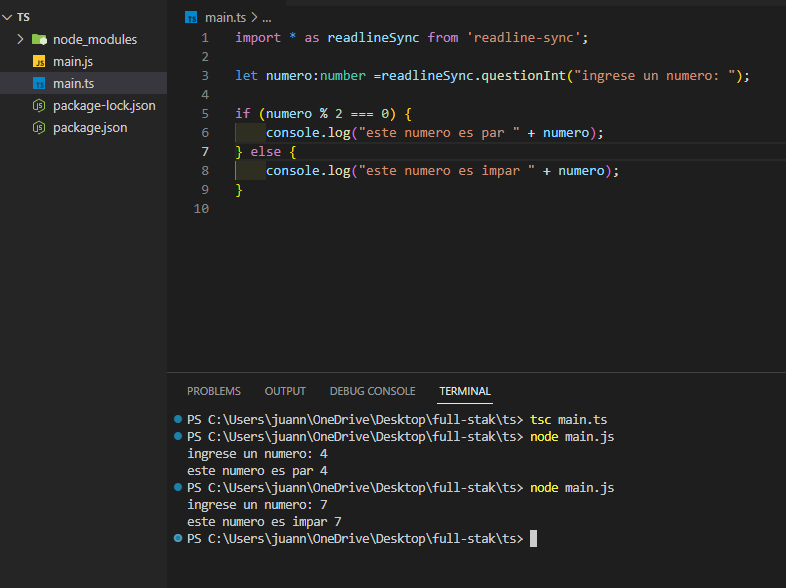 TS
node_modules
main.js
main.ts
package-lock.json
package.json
main.ts > ...
1 import * as readlineSync from 'readline-sync';
2
3 let numero:number =readlineSync.questionInt("ingrese un numero: ");
4
5 if (numero % 2 === 0) {
6 console.log("este numero es par " + numero);
7 } else {
8 console.log("este numero es impar " + numero);
9 }
10
PROBLEMS OUTPUT DEBUG CONSOLE TERMINAL
PS C:\Users\juann\OneDrive\Desktop\full-stak\ts> tsc main.ts
PS C:\Users\juann\OneDrive\Desktop\full-stak\ts> node main.js
ingrese un numero: 4
este numero es par 4
PS C:\Users\juann\OneDrive\Desktop\full-stak\ts> node main.js
ingrese un numero: 7
este numero es impar 7
PS C:\Users\juann\OneDrive\Desktop\full-stak\ts>